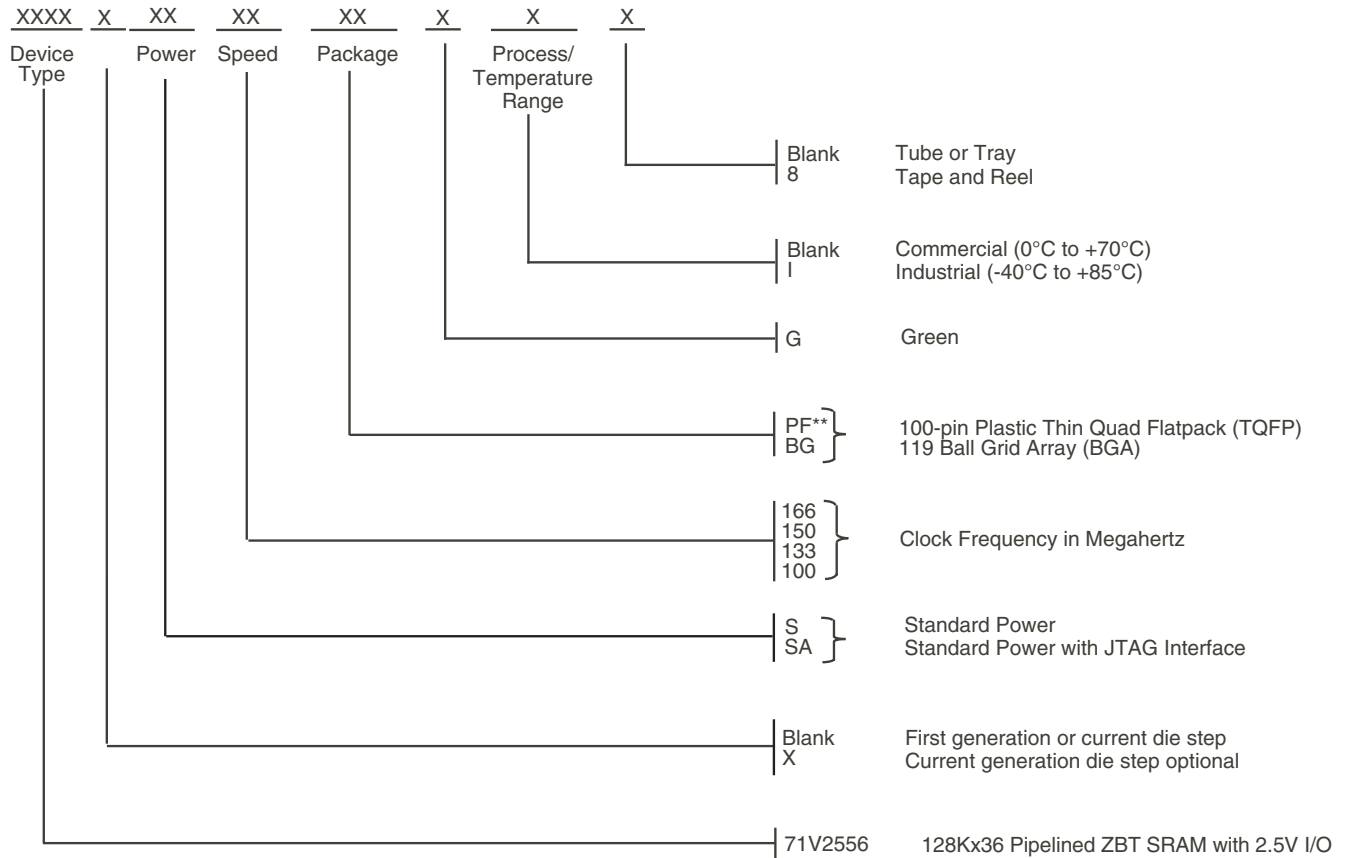 XXXX X XX XX XX X X X
Device Type Power Speed Package Process/ Temperature Range
Blank Tube or Tray
8 Tape and Reel
Blank Commercial (0°C to +70°C)
I Industrial (-40°C to +85°C)
G Green
PF** 100-pin Plastic Thin Quad Flatpack (TQFP)
BG 119 Ball Grid Array (BGA)
166
150
133
100
Clock Frequency in Megahertz
S Standard Power
SA Standard Power with JTAG Interface
Blank First generation or current die step
X Current generation die step optional
71V2556 128Kx36 Pipelined ZBT SRAM with 2.5V I/O